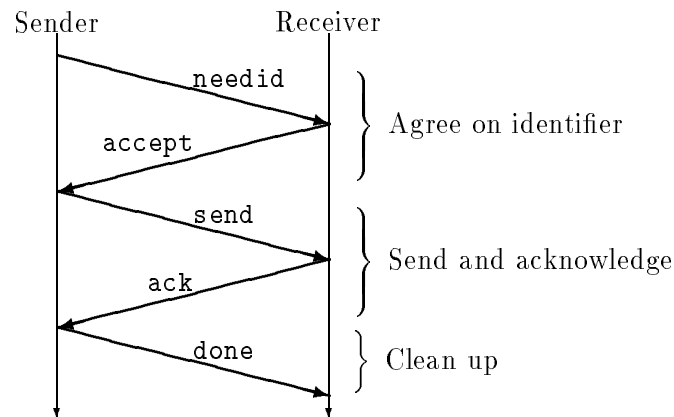 Sender Receiver
needid
Agree on identifier
accept
send
Send and acknowledge
ack
done
Clean up